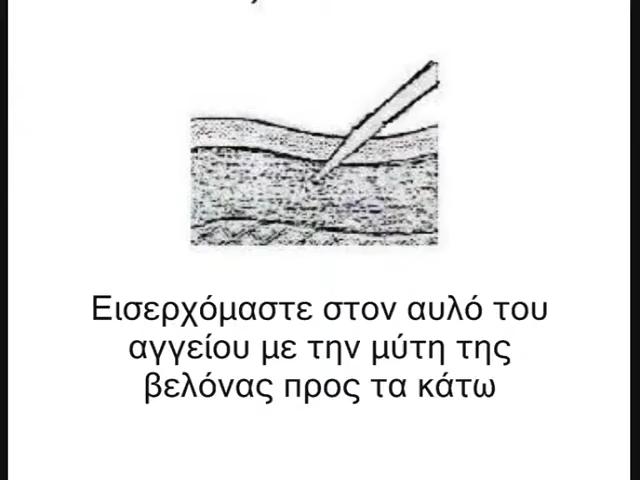 Εισερχόμαστε στον αυλό του
αγγείου με την μύτη της
βελόνας προς τα κάτω